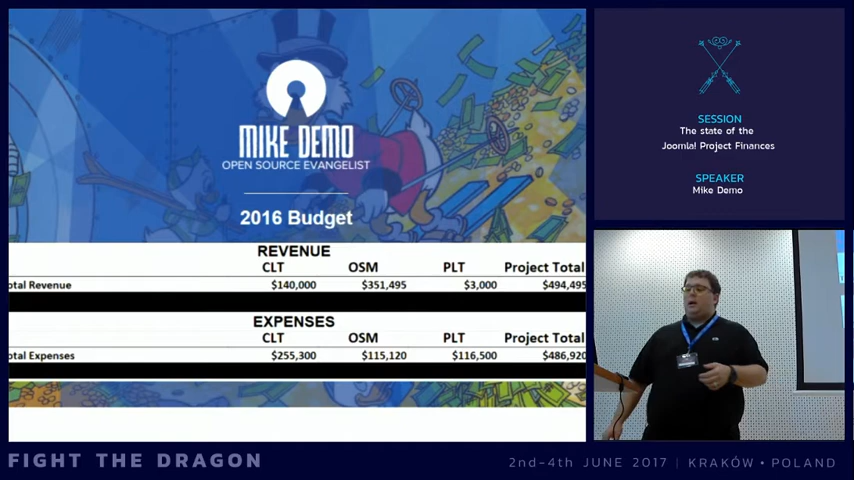 MIKE DEMO
OPEN SOURCE EVANGELIST
2016 Budget
REVENUE
CLT OSM PLT Project Total
otal Revenue $140,000 $351,495 $3,000 $494,495
EXPENSES
CLT OSM PLT Project Total
otal Expenses $255,300 $115,120 $116,500 $486,920
SESSION
The state of the
Joomla! Project Finances
SPEAKER
Mike Demo
FIGHT THE DRAGON
2nd-4th JUNE 2017 | KRAKÓW • POLAND